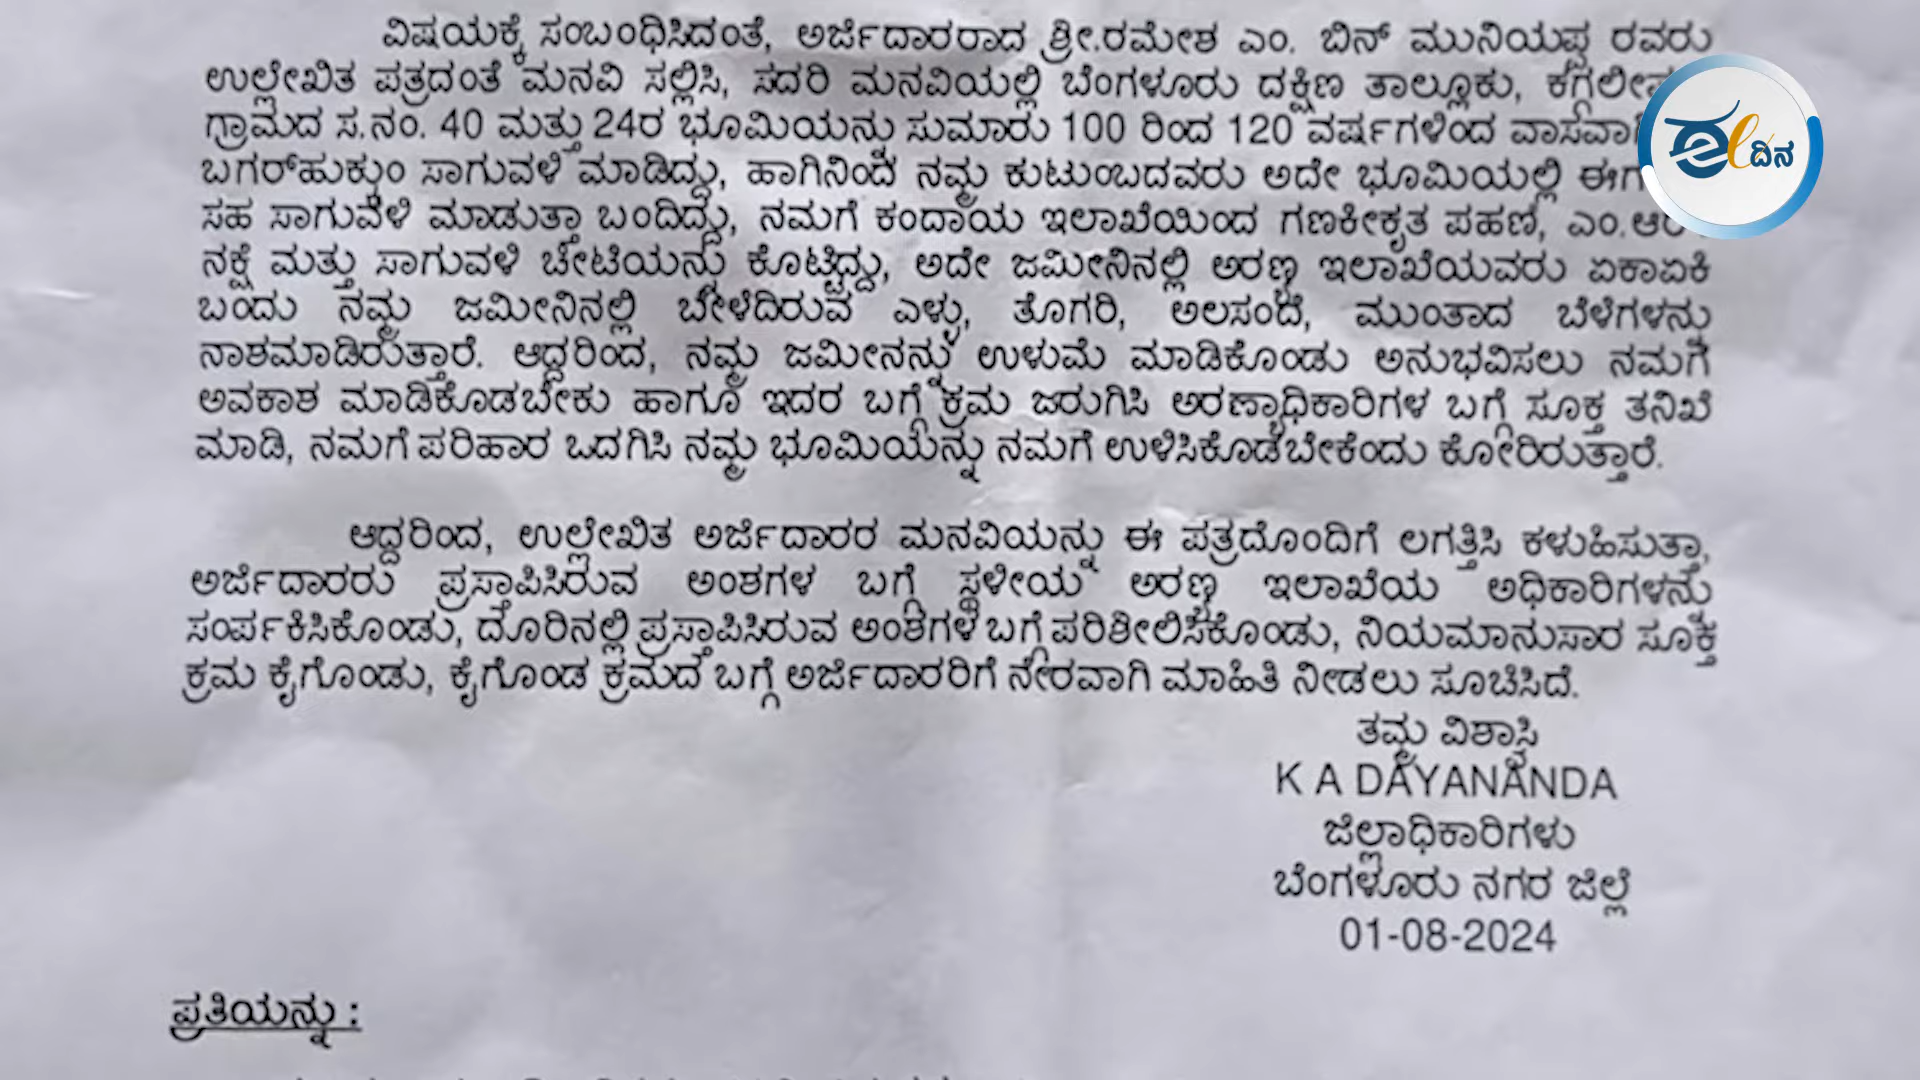 ವಿಷಯಕ್ಕೆ ಸಂಬಂಧಿಸಿದಂತೆ, ಅರ್ಜಿದಾರರಾದ ಶ್ರೀ.ರಮೇಶ ಎಂ. ಬಿನ್ ಮುನಿಯಪ್ಪ ರವರು
ಉಲ್ಲೇಖಿತ ಪತ್ರದಂತೆ ಮನವಿ ಸಲ್ಲಿಸಿ, ಸದರಿ ಮನವಿಯಲ್ಲಿ ಬೆಂಗಳೂರು ದಕ್ಷಿಣ ತಾಲ್ಲೂಕು,
ಗ್ರಾಮದ ಸ.ನಂ. 40 ಮತ್ತು 24ರ ಭೂಮಿಯನ್ನು ಸುಮಾರು 100 ರಿಂದ 120 ವರ್ಷಗಳಿಂದ
ಬಗರ್‌ಹುಕ್ಕುಂ ಸಾಗುವಳಿ ಮಾಡಿದ್ದು, ಹಾಗಿನಿಂದ ನಮ್ಮ ಕುಟುಂಬದವರು ಅದೇ ಭೂಮಿಯಲ್ಲಿ
ಸಹ ಸಾಗುವಳಿ ಮಾಡುತ್ತಾ ಬಂದಿದ್ದು, ನಮಗೆ ಕಂದಾಯ ಇಲಾಖೆಯಿಂದ ಗಣಕೀಕೃತ ಪಹಣಿ,
ನಕ್ಷೆ ಮತ್ತು ಸಾಗುವಳಿ ಚೀಟಿಯನ್ನು ಕೊಟ್ಟಿದ್ದು, ಅದೇ ಜಮೀನಿನಲ್ಲಿ ಅರಣ್ಯ ಇಲಾಖೆಯವರು ಏಕಾಏಕಿ
ಬಂದು ನಮ್ಮ ಜಮೀನಿನಲ್ಲಿ ಬೇಳೆದಿರುವ ಎಳ್ಳು, ತೊಗರಿ, ಅಲಸಂದೆ, ಮುಂತಾದ ಬೆಳೆಗಳನ್ನು
ನಾಶಮಾಡಿರುತ್ತಾರೆ. ಆದ್ದರಿಂದ, ನಮ್ಮ ಜಮೀನನ್ನು ಉಳುಮೆ ಮಾಡಿಕೊಂಡು ಅನುಭವಿಸಲು ನಮಗೆ
ಅವಕಾಶ ಮಾಡಿಕೊಡಬೇಕು ಹಾಗೂ ಇದರ ಬಗ್ಗೆ ಕ್ರಮ ಜರುಗಿಸಿ ಅರಣ್ಯಾಧಿಕಾರಿಗಳ ಬಗ್ಗೆ ಸೂಕ್ತ ತನಿಖೆ
ಮಾಡಿ, ನಮಗೆ ಪರಿಹಾರ ಒದಗಿಸಿ ನಮ್ಮ ಭೂಮಿಯನ್ನು ನಮಗೆ ಉಳಿಸಿಕೊಡಬೇಕೆಂದು ಕೋರಿರುತ್ತಾರೆ.
ಆದ್ದರಿಂದ, ಉಲ್ಲೇಖಿತ ಅರ್ಜಿದಾರರ ಮನವಿಯನ್ನು ಈ ಪತ್ರದೊಂದಿಗೆ ಲಗತ್ತಿಸಿ ಕಳುಹಿಸುತ್ತಾ,
ಅರ್ಜಿದಾರರು ಪ್ರಸ್ತಾಪಿಸಿರುವ ಅಂಶಗಳ ಬಗ್ಗೆ ಸ್ಥಳೀಯ ಅರಣ್ಯ ಇಲಾಖೆಯ ಅಧಿಕಾರಿಗಳನ್ನು
ಸಂರ್ಪಕಿಸಿಕೊಂಡು, ದೂರಿನಲ್ಲಿ ಪ್ರಸ್ತಾಪಿಸಿರುವ ಅಂಶಗಳ ಬಗ್ಗೆ ಪರಿಶೀಲಿಸಿಕೊಂಡು, ನಿಯಮಾನುಸಾರ ಸೂಕ್ತ
ಕ್ರಮ ಕೈಗೊಂಡು, ಕೈಗೊಂಡ ಕ್ರಮದ ಬಗ್ಗೆ ಅರ್ಜಿದಾರರಿಗೆ ನೇರವಾಗಿ ಮಾಹಿತಿ ನೀಡಲು ಸೂಚಿಸಿದೆ.
ತಮ್ಮ ವಿಶ್ವಾಸಿ
K A DAYANANDA
ಜಿಲ್ಲಾಧಿಕಾರಿಗಳು
ಬೆಂಗಳೂರು ನಗರ ಜಿಲ್ಲೆ
01-08-2024
ಪ್ರತಿಯನ್ನು :
ದಿನ